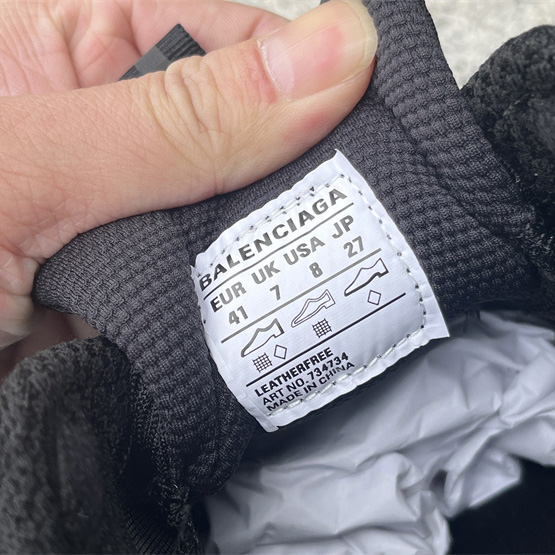 BALENCIAGA
EUR UK USA JP
41 7 8 27
LEATHERFREE
ART NO. 734734
MADE IN CHINA